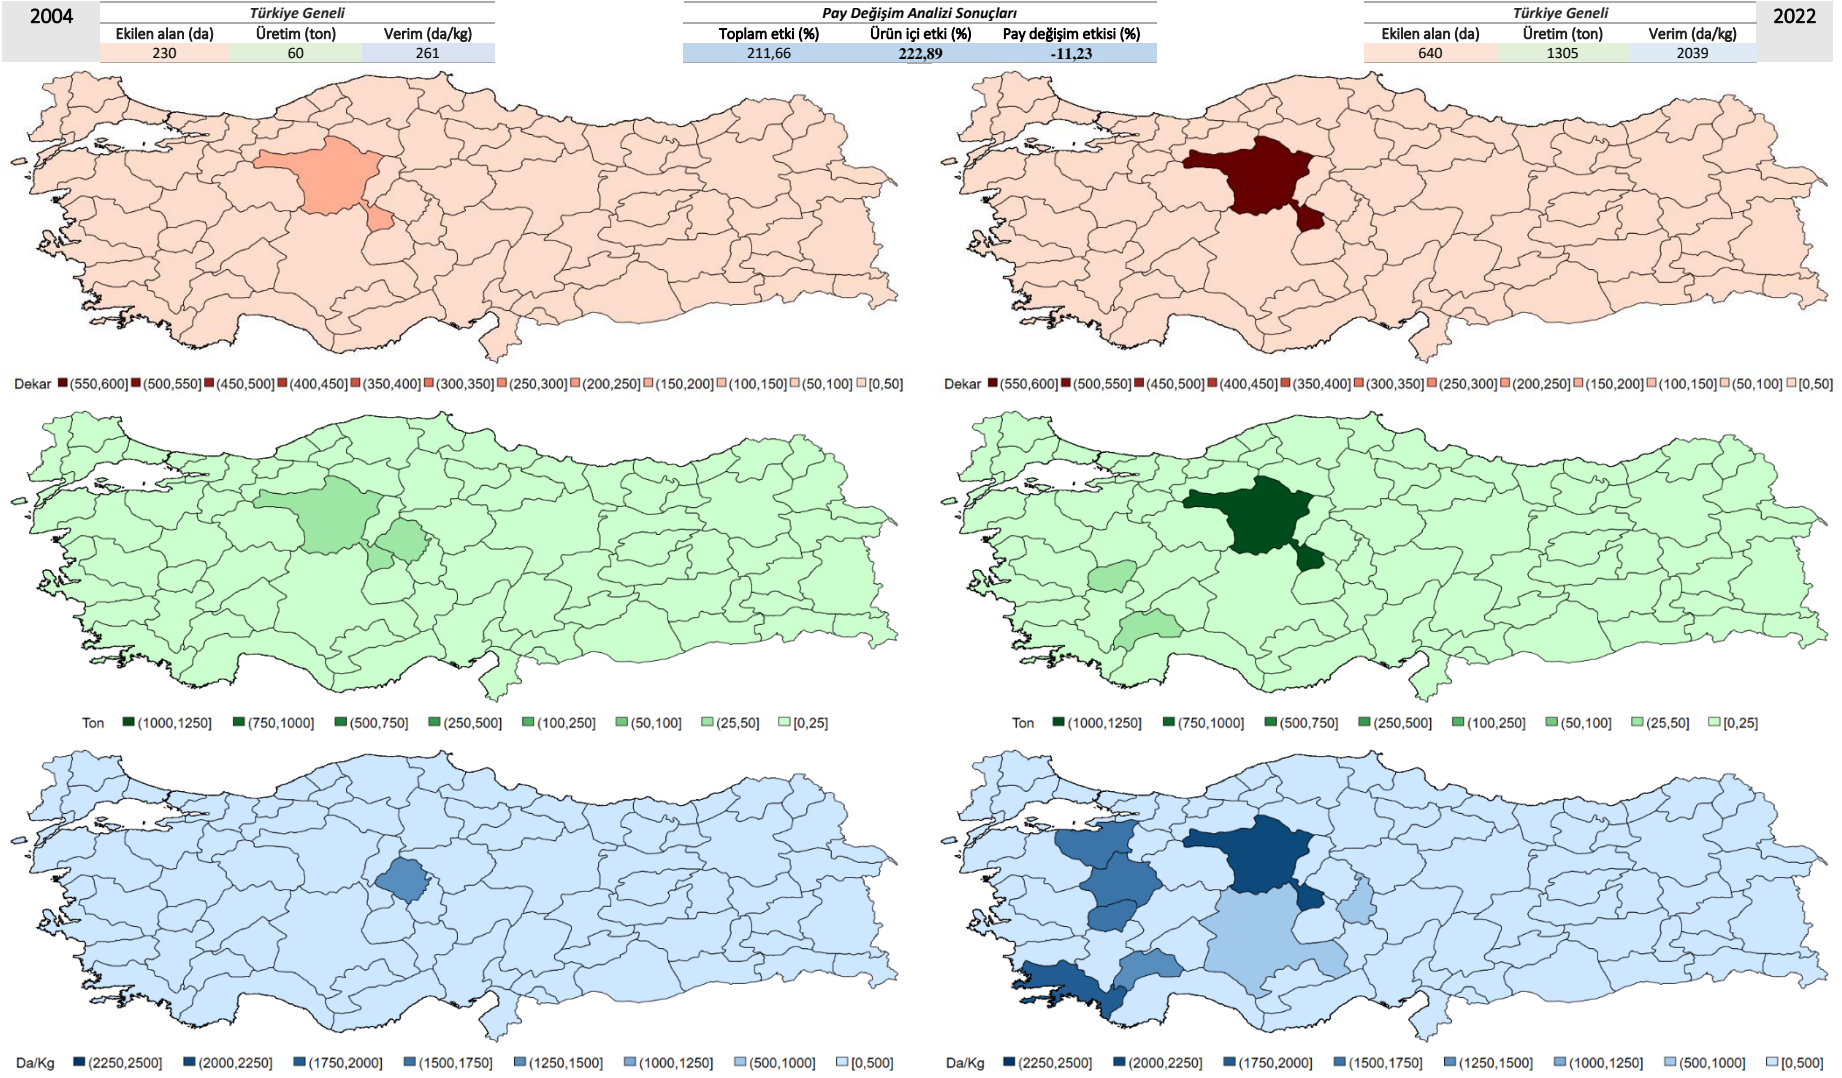 2004
Türkiye Geneli
Ekilen alan (da) Üretim (ton) Verim (da/kg)
230 60 261
Pay Değişim Analizi Sonuçları
Toplam etki (%) Ürün içi etki (%) Pay değişim etkisi (%)
211,66 222,89 -11,23
Türkiye Geneli
Ekilen alan (da) Üretim (ton) Verim (da/kg)
640 1305 2039
2022
Dekar (550,600] (500,550] (450,500] (400,450] (350,400] (300,350] (250,300] (200,250] (150,200] (100,150] (50,100] [0,50]
Dekar (550,600] (500,550] (450,500] (400,450] (350,400] (300,350] (250,300] (200,250] (150,200] (100,150] (50,100] [0,50]
Ton (1000,1250] (750,1000] (500,750] (250,500] (100,250] (50,100] (25,50] [0,25]
Ton (1000,1250] (750,1000] (500,750] (250,500] (100,250] (50,100] (25,50] [0,25]
Da/Kg (2250,2500] (2000,2250] (1750,2000] (1500,1750] (1250,1500] (1000,1250] (500,1000] [0,500]
Da/Kg (2250,2500] (2000,2250] (1750,2000] (1500,1750] (1250,1500] (1000,1250] (500,1000] [0,500]